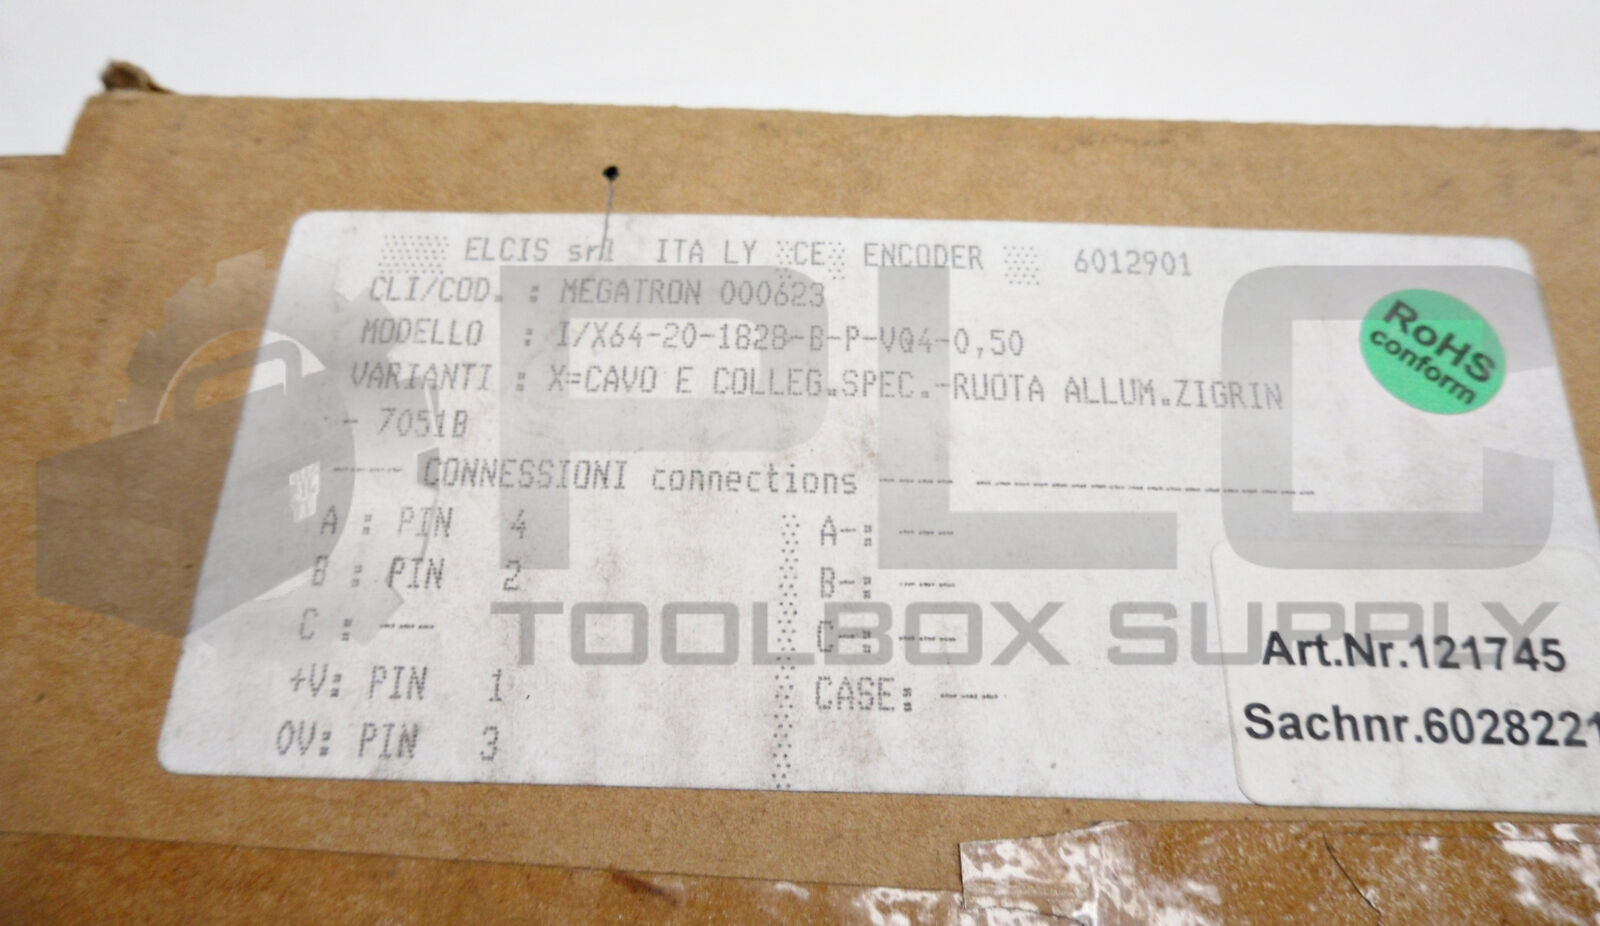 ELCIS srl ITA LY CE ENCODER 6012901
CLI/COD. : MEGATRON 000623
MODELLO : I/X64-20-1828-B-P-VQ4-0,50
VARIANTI : X=CAVO E COLLEG.SPEC.-RUOTA ALLUM.ZIGRIN
- 7051B
---- CONNESSIONI connections ---- ------------------
A : PIN 4 A-: ---
B : PIN 2 B-: ---
C : --- C-: ---
+V: PIN 1 CASE: ---
0V: PIN 3
RoHS
conform
Art.Nr.121745
Sachnr.6028221
PLC
TOOLBOX SUPPLY